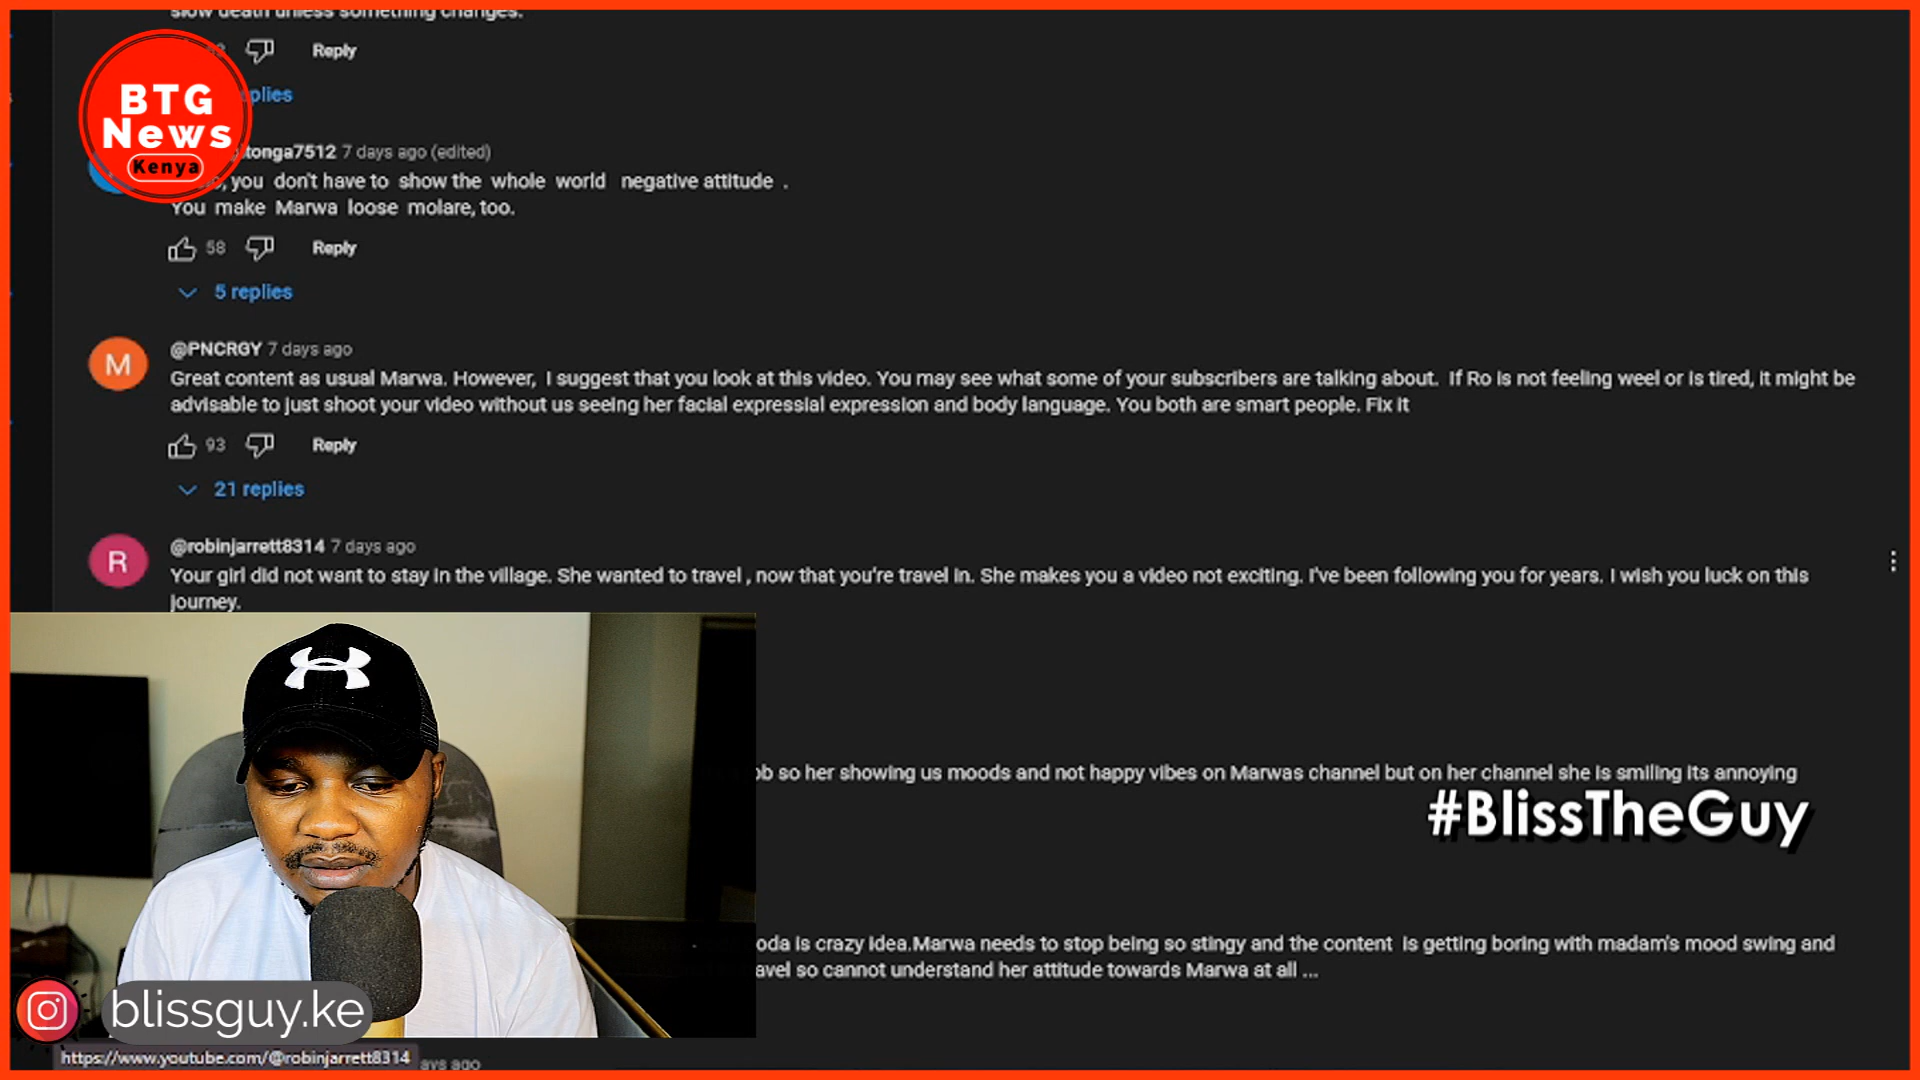 slow death unless something changes.
Reply
BTG
News
Kenya
plies
tonga7512 7 days ago (edited)
, you don't have to show the whole world negative attitude .
You make Marwa loose molare, too.
58 Reply
5 replies
M
@PNCRGY 7 days ago
Great content as usual Marwa. However, I suggest that you look at this video. You may see what some of your subscribers are talking about. If Ro is not feeling weel or is tired, it might be
advisable to just shoot your video without us seeing her facial expressial expression and body language. You both are smart people. Fix it
93 Reply
21 replies
R
@robinjarrett8314 7 days ago
Your girl did not want to stay in the village. She wanted to travel , now that you're travel in. She makes you a video not exciting. I've been following you for years. I wish you luck on this
journey.
ob so her showing us moods and not happy vibes on Marwas channel but on her channel she is smiling its annoying
#BlissTheGuy
oda is crazy idea.Marwa needs to stop being so stingy and the content is getting boring with madam's mood swing and
avel so cannot understand her attitude towards Marwa at all ...
blissguy.ke
https://www.youtube.com/@robinjarrett8314
ays ago